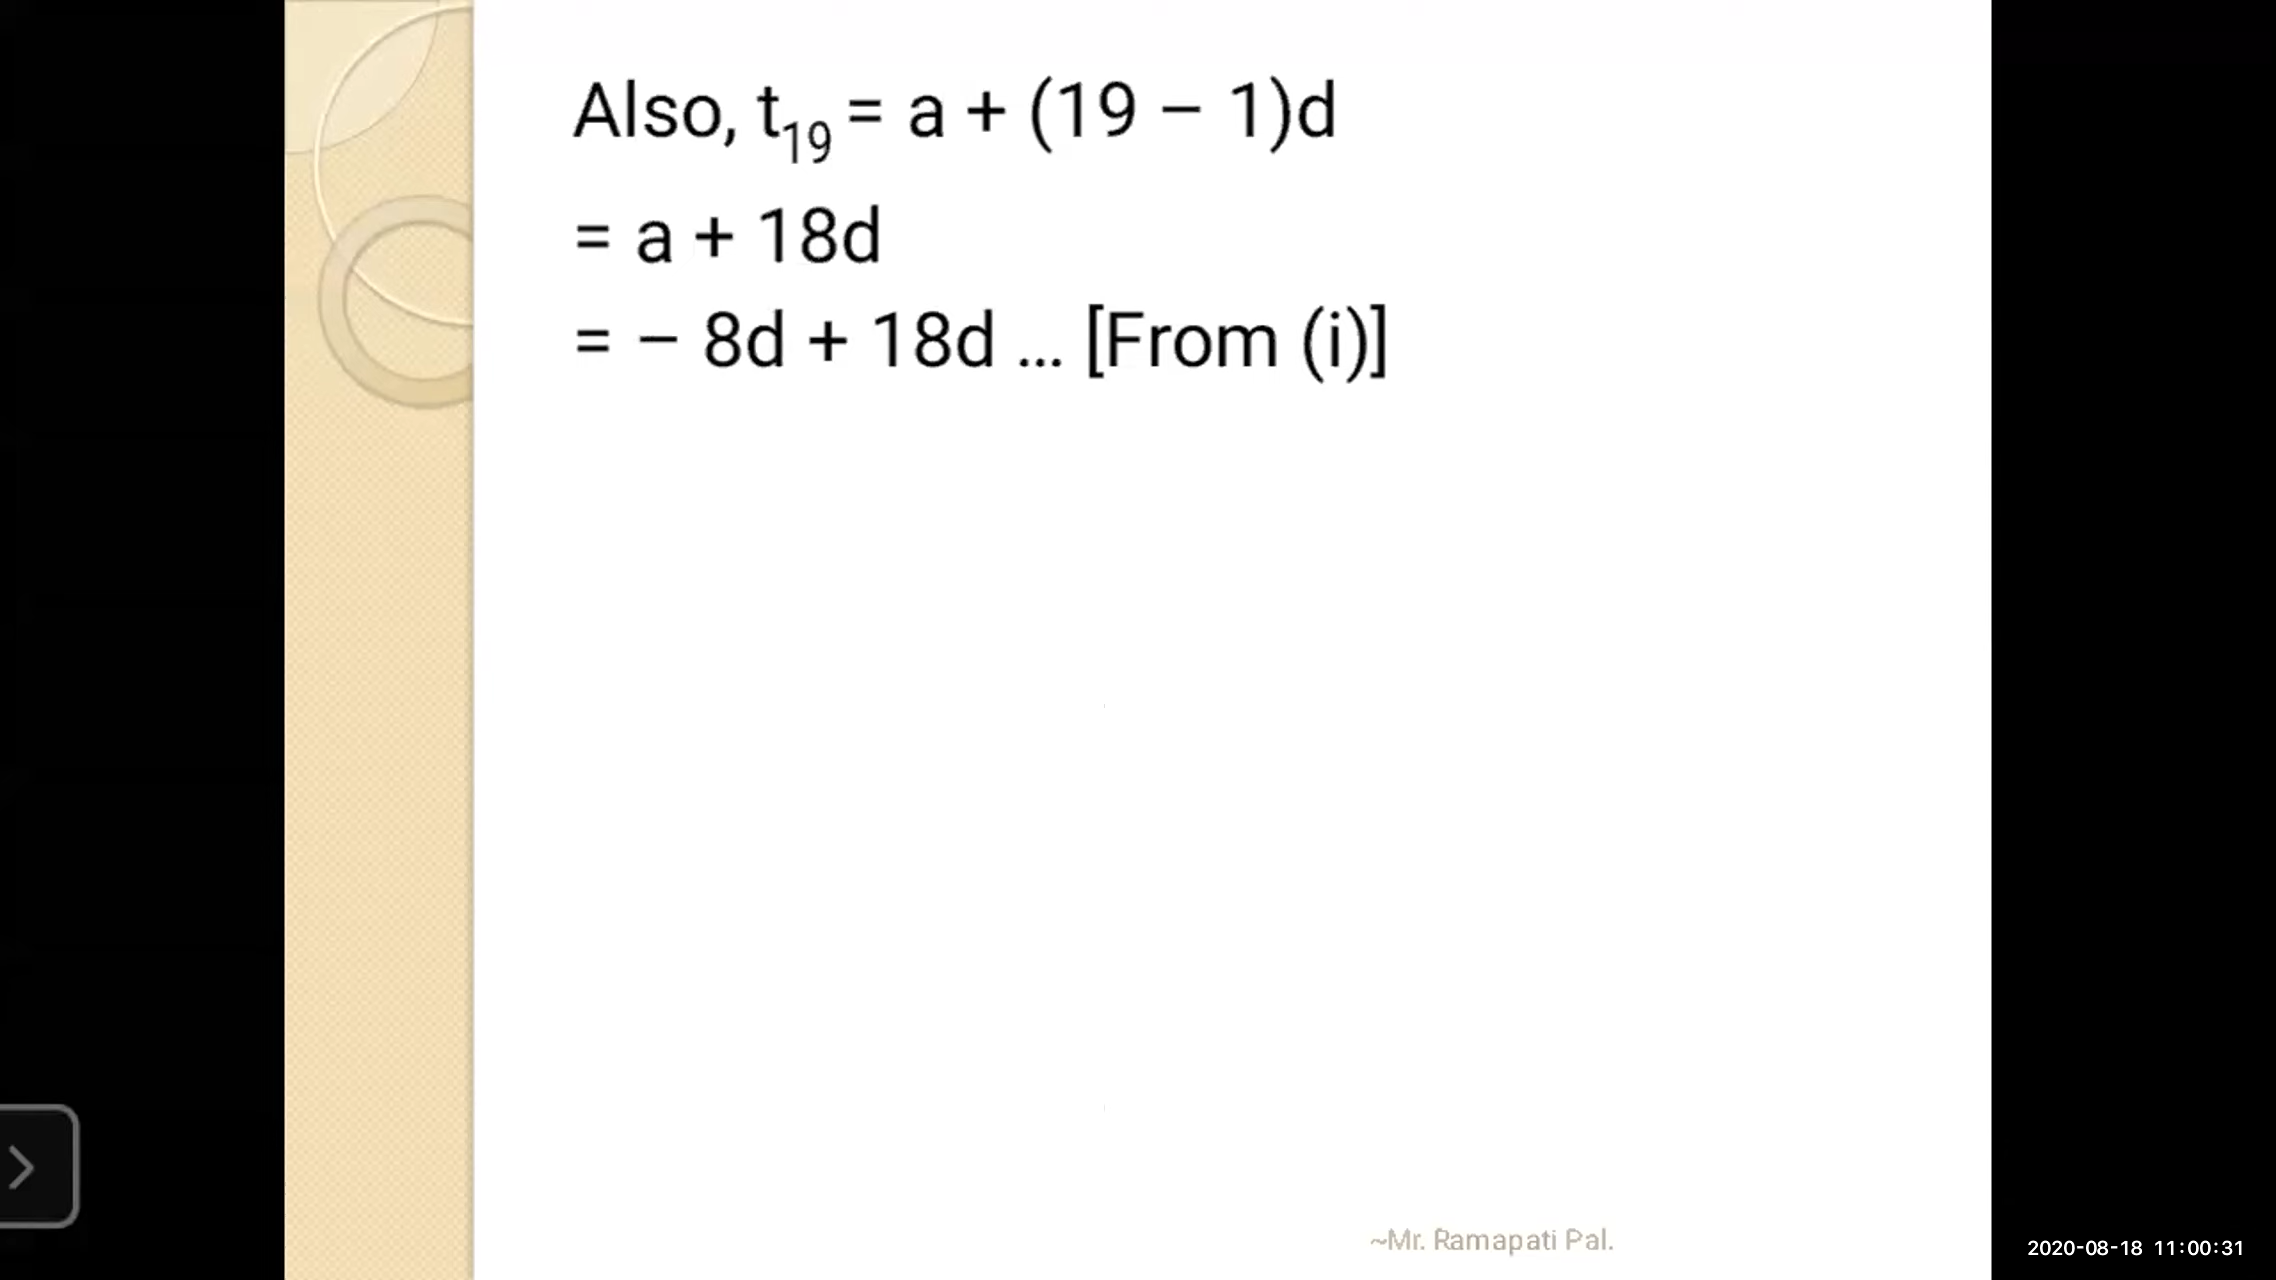 Also, t19 = a + (19 – 1)d
= a + 18d
= – 8d + 18d ... [From (i)]
~Mr. Ramapati Pal.
2020-08-18 11:00:31